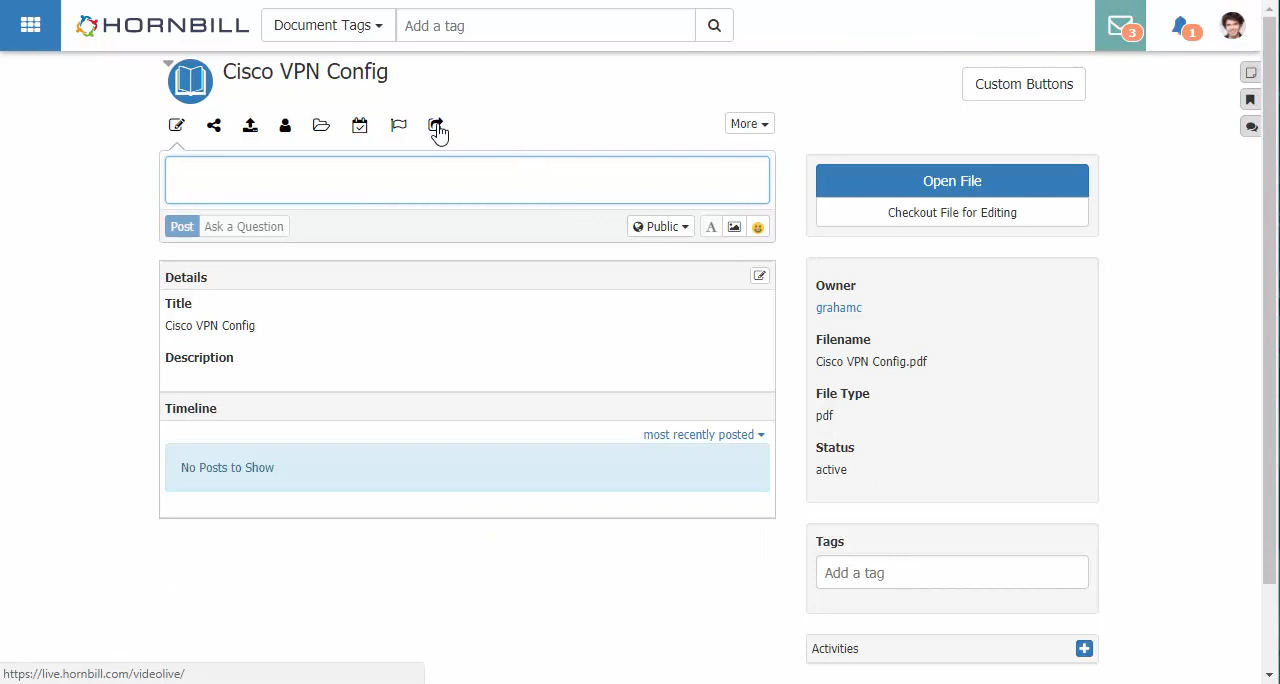 HORNBILL
Document Tags
Add a tag
3
1
Cisco VPN Config
Custom Buttons
More
Post
Ask a Question
Public
A
Open File
Checkout File for Editing
Details
Title
Cisco VPN Config
Description
Timeline
most recently posted
No Posts to Show
Owner
grahamc
Filename
Cisco VPN Config.pdf
File Type
pdf
Status
active
Tags
Add a tag
Activities
https://live.hornbill.com/videolive/